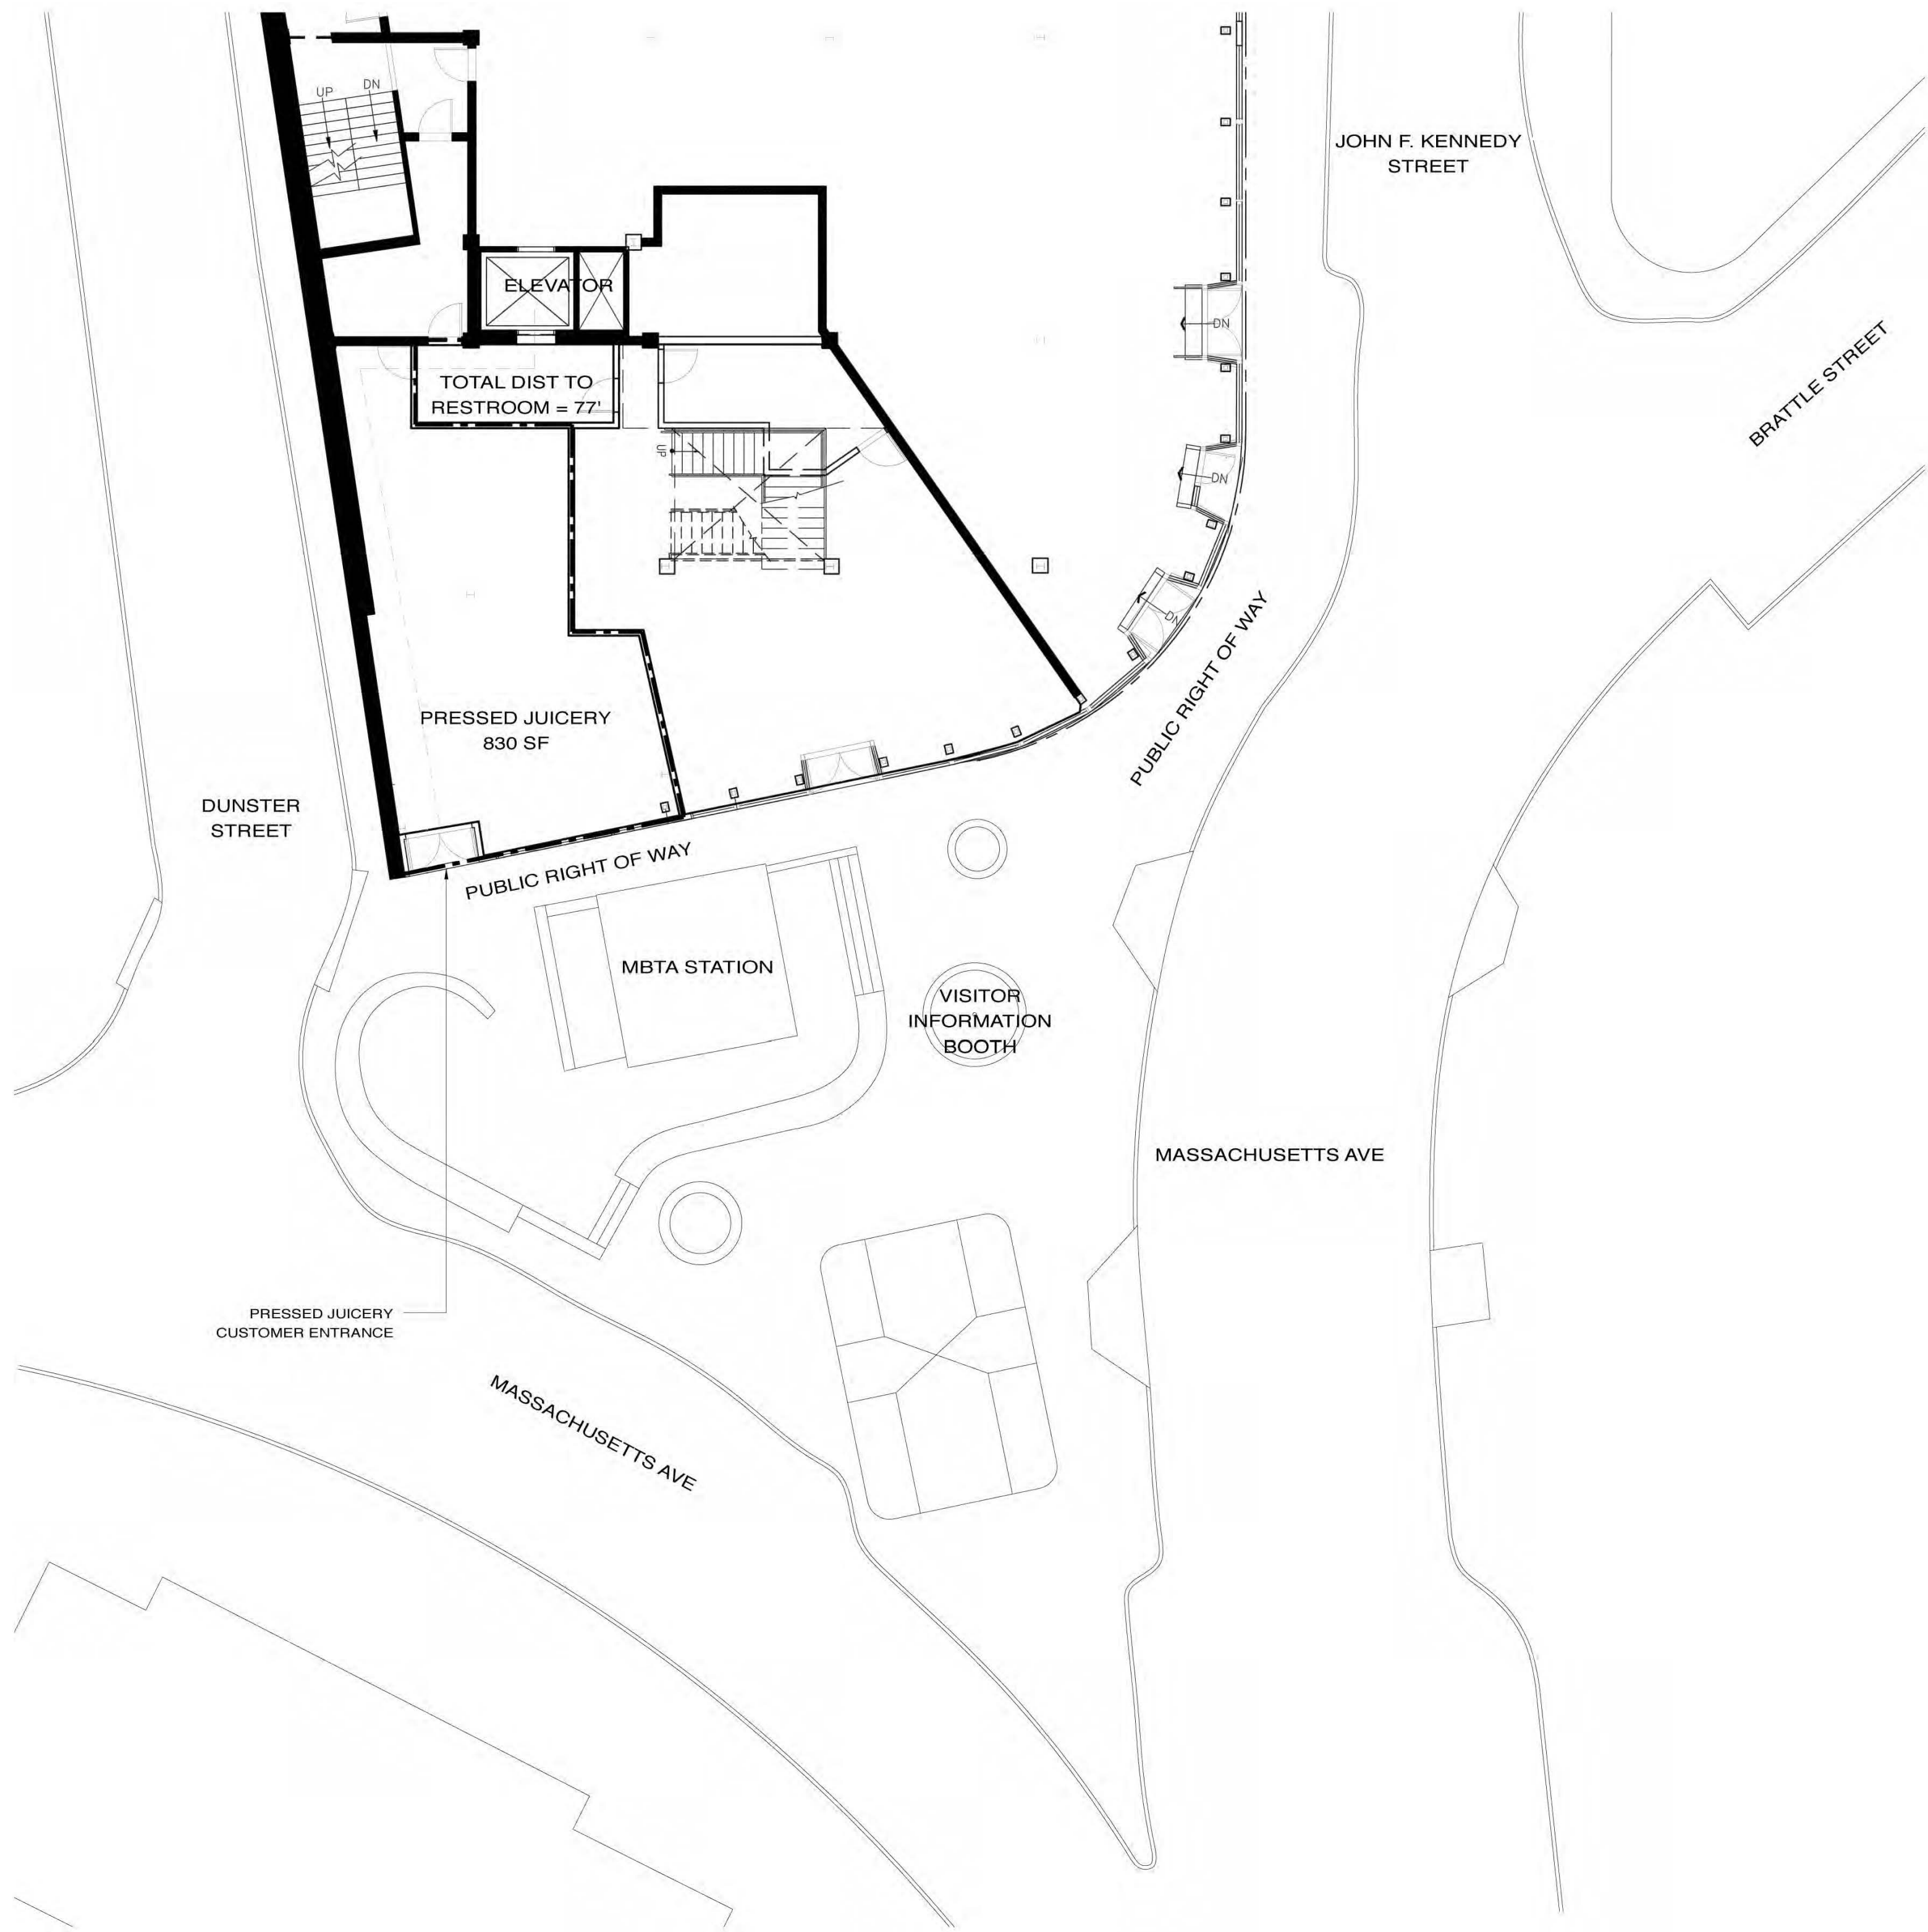 UP
DN
JOHN F. KENNEDY
STREET
ELEVATOR
DN
BRATTLE STREET
TOTAL DIST TO
RESTROOM = 77'
UP
DN
DN
PUBLIC RIGHT OF WAY
PRESSED JUICERY
830 SF
DUNSTER
STREET
PUBLIC RIGHT OF WAY
MBTA STATION
VISITOR
INFORMATION
BOOTH
MASSACHUSETTS AVE
PRESSED JUICERY
CUSTOMER ENTRANCE
MASSACHUSETTS AVE